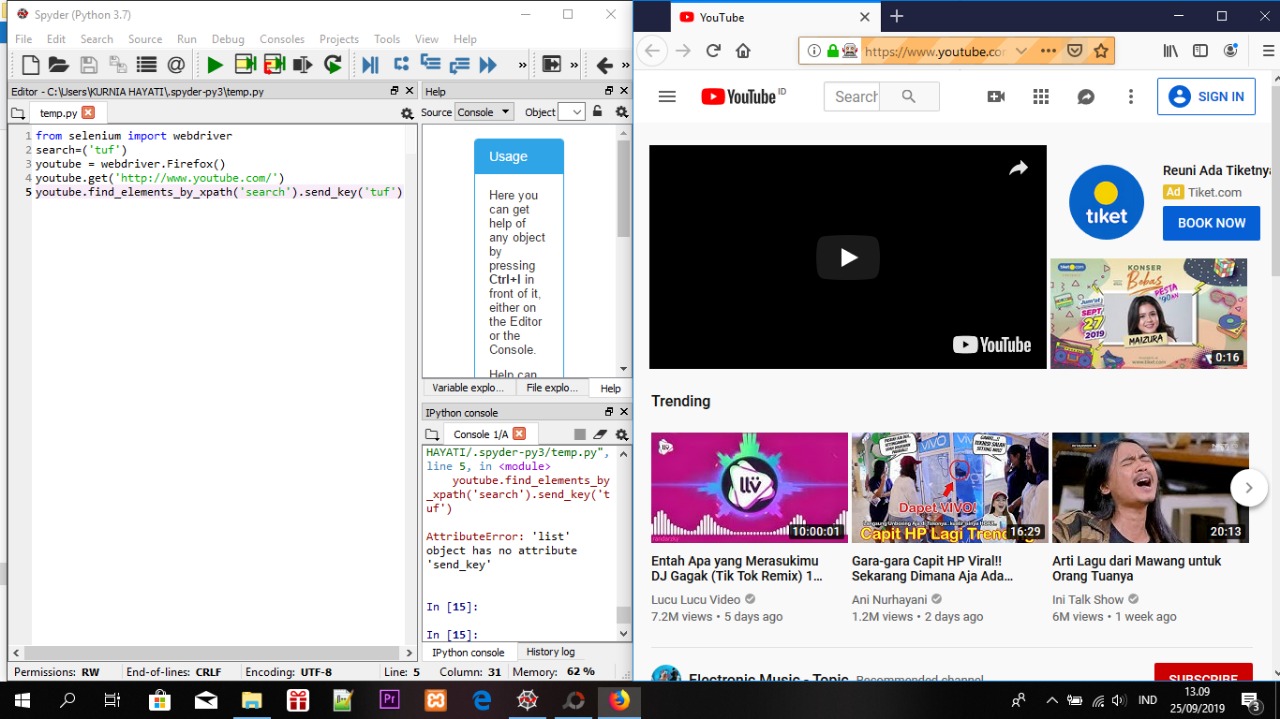 Spyder (Python 3.7)
File Edit Search Source Run Debug Consoles Projects Tools View Help
Editor - C:\Users\KURNIA HAYATI\.spyder-py3\temp.py
temp.py
1 from selenium import webdriver
2 search=('tuf')
3 youtube = webdriver.Firefox()
4 youtube.get('http://www.youtube.com/')
5 youtube.find_elements_by_xpath('search').send_key('tuf')
Help
Source Console Object
Usage
Here you
can get
help of
any object
by
pressing
Ctrl+I in
front of it,
either on
the Editor
or the
Console.
Help can
Variable explo... File explo... Help
IPython console
Console 1/A
HAYATI/.spyder-py3/temp.py",
line 5, in <module>
youtube.find_elements_by
_xpath('search').send_key('t
uf')
AttributeError: 'list'
object has no attribute
'send_key'
In [15]:
In [15]:
IPython console History log
Permissions: RW End-of-lines: CRLF Encoding: UTF-8 Line: 5 Column: 31 Memory: 62 %
YouTube
https://www.youtube.co
YouTube ID
Search
SIGN IN
YouTube
tiket
Reuni Ada Tiketny
Ad Tiket.com
BOOK NOW
tiket.com
KONSER
Bebas
PESTA
Jum'at
SEPT
27
2019
MAIZURA
0:16
Trending
10:00:01
Dapet VIVO!
Capit HP Lagi Tren
16:29
20:13
Entah Apa yang Merasukimu
DJ Gagak (Tik Tok Remix) 1...
Lucu Lucu Video
7.2M views • 5 days ago
Gara-gara Capit HP Viral!!
Sekarang Dimana Aja Ada...
Ani Nurhayani
1.2M views • 2 days ago
Arti Lagu dari Mawang untuk
Orang Tuanya
Ini Talk Show
6M views • 1 week ago
Electronic Music - Topic Recommended channel
SUBSCRIBE
Pr
IND
13.09
25/09/2019
3